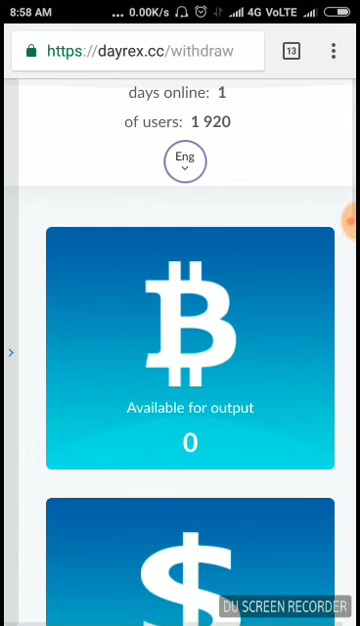 8:58 AM ... 0.00K/s 4G VoLTE
https://dayrex.cc/withdraw 13
days online: 1
of users: 1 920
Eng
Available for output
0
DU SCREEN RECORDER